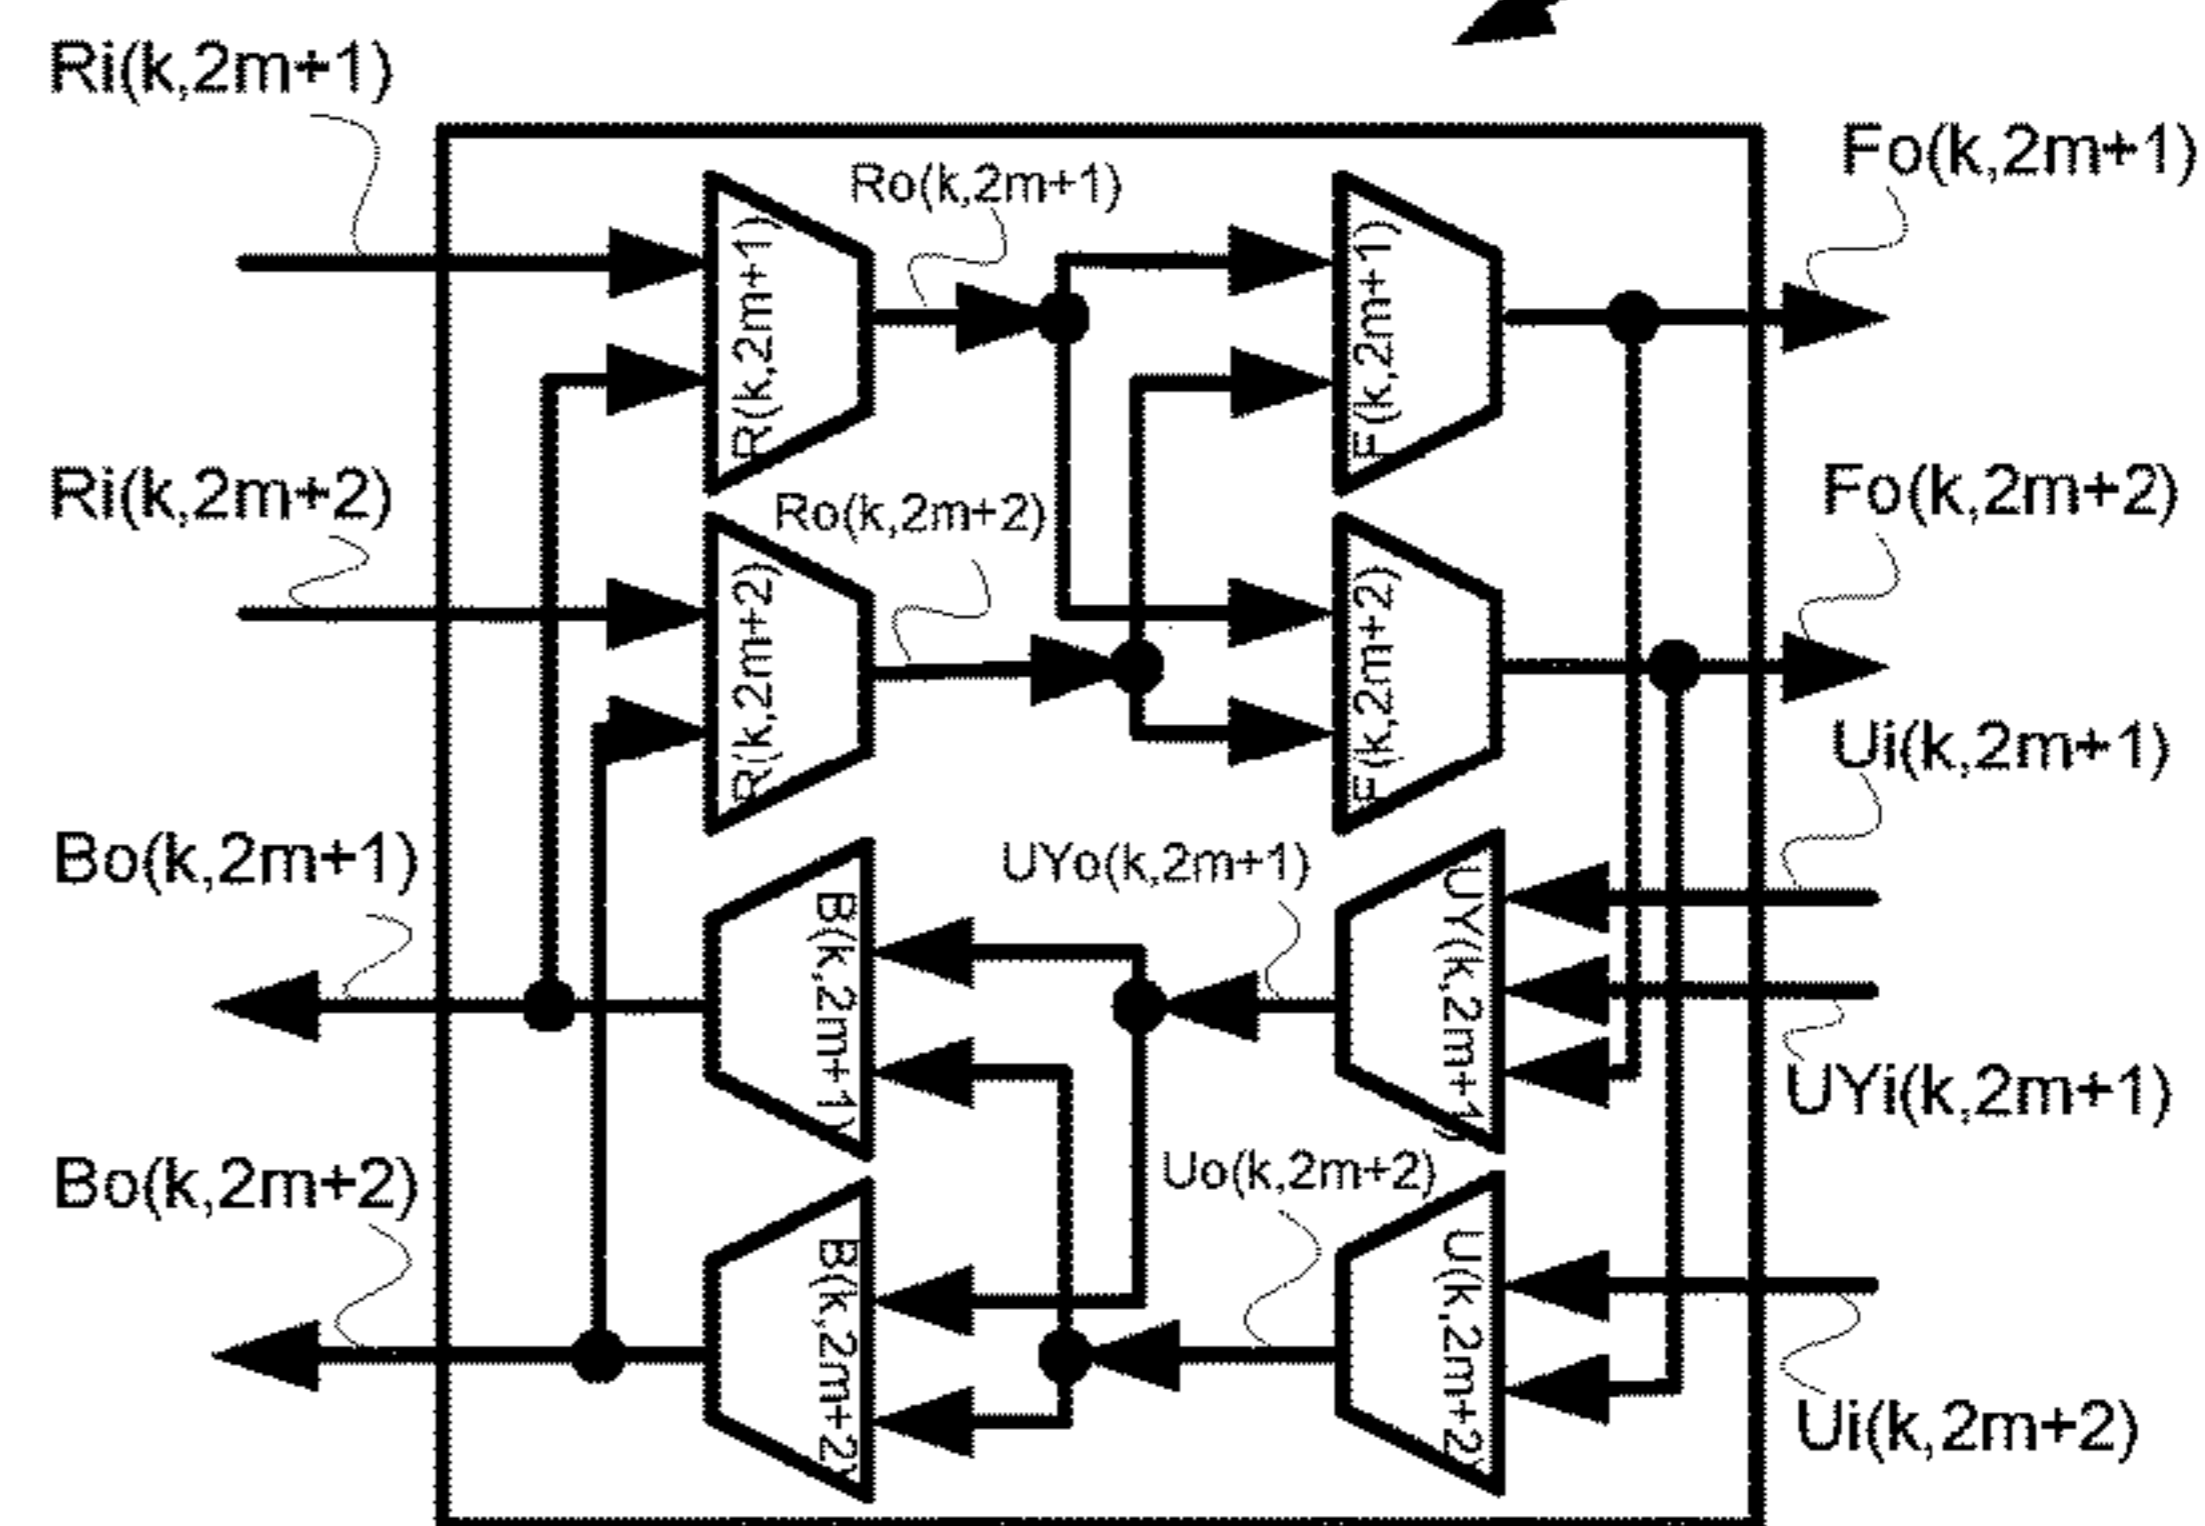 Ri(k,2m+1)
Fo(k,2m+1)
Ro(k,2m+1)
R(k,2m+1)
F(k,2m+1)
Ri(k,2m+2)
Fo(k,2m+2)
Ro(k,2m+2)
R(k,2m+2)
F(k,2m+2)
Ui(k,2m+1)
Bo(k,2m+1)
UYo(k,2m+1)
B(k,2m+1)
UY(k,2m+1)
UYi(k,2m+1)
Bo(k,2m+2)
Uo(k,2m+2)
B(k,2m+2)
U(k,2m+2)
Ui(k,2m+2)